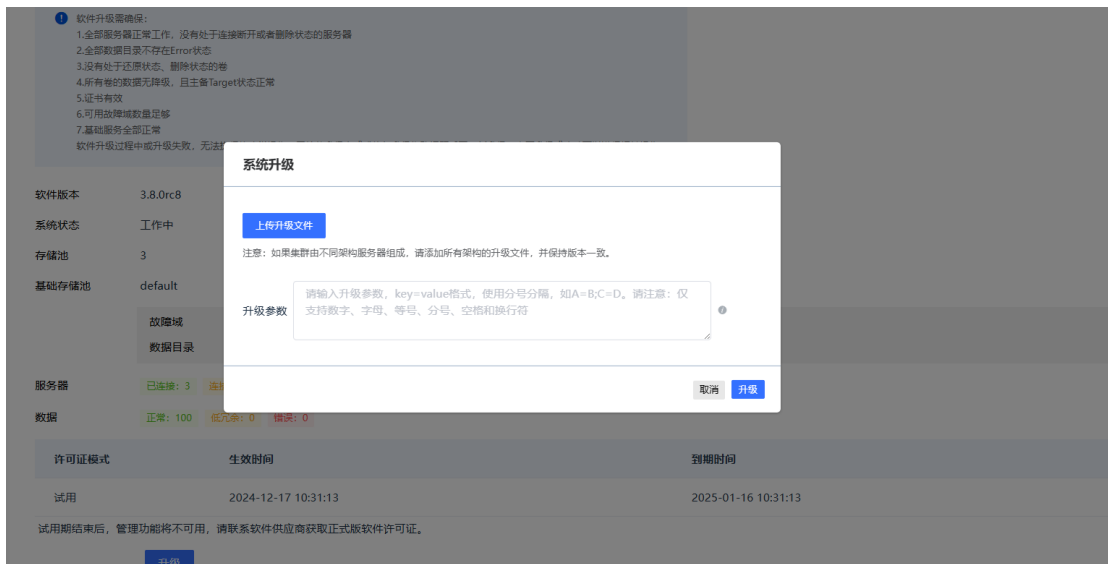 软件升级需确保：
1.全部服务器正常工作，没有处于连接断开或者删除状态的服务器
2.全部数据目录不存在Error状态
3.没有处于还原状态、删除状态的卷
4.所有卷的数据无降级，且主备Target状态正常
5.证书有效
6.可用故障域数量足够
7.基础服务全部正常
软件升级过程中或升级失败，无法
系统升级
上传升级文件
注意：如果集群由不同架构服务器组成，请添加所有架构的升级文件，并保持版本一致。
升级参数
请输入升级参数，key=value格式，使用分号分隔，如A=B;C=D。请注意：仅
支持数字、字母、等号、分号、空格和换行符
取消 升级
软件版本 3.8.0rc8
系统状态 工作中
存储池 3
基础存储池 default
故障域
数据目录
服务器 已连接：3
数据 正常：100 低冗余：0 错误：0
许可证模式 生效时间 到期时间
试用 2024-12-17 10:31:13 2025-01-16 10:31:13
试用期结束后，管理功能将不可用，请联系软件供应商获取正式版软件许可证。
升级